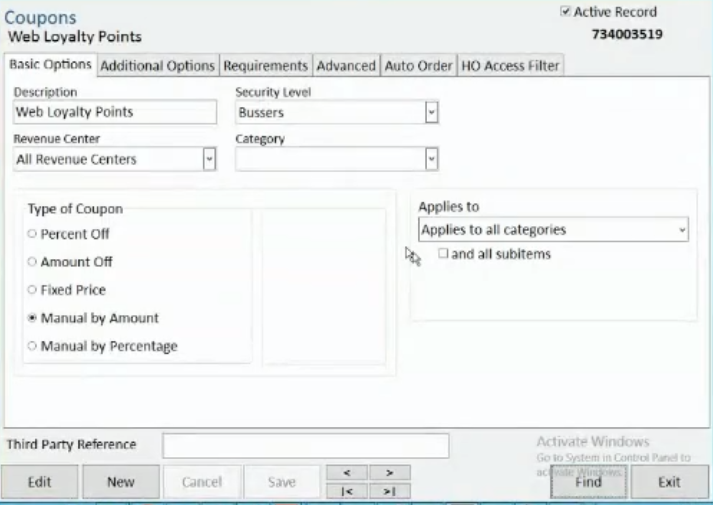 Coupons
Active Record
Web Loyalty Points
734003519
Basic Options Additional Options Requirements Advanced Auto Order HO Access Filter
Description
Security Level
Web Loyalty Points
Bussers
Revenue Center
Category
All Revenue Centers
Type of Coupon
Percent Off
Amount Off
Fixed Price
Manual by Amount
Manual by Percentage
Applies to
Applies to all categories
and all subitems
Third Party Reference
Activate Windows
Go to System in Control Panel to
activate Windows.
Edit New Cancel Save < > |< >| Find Exit